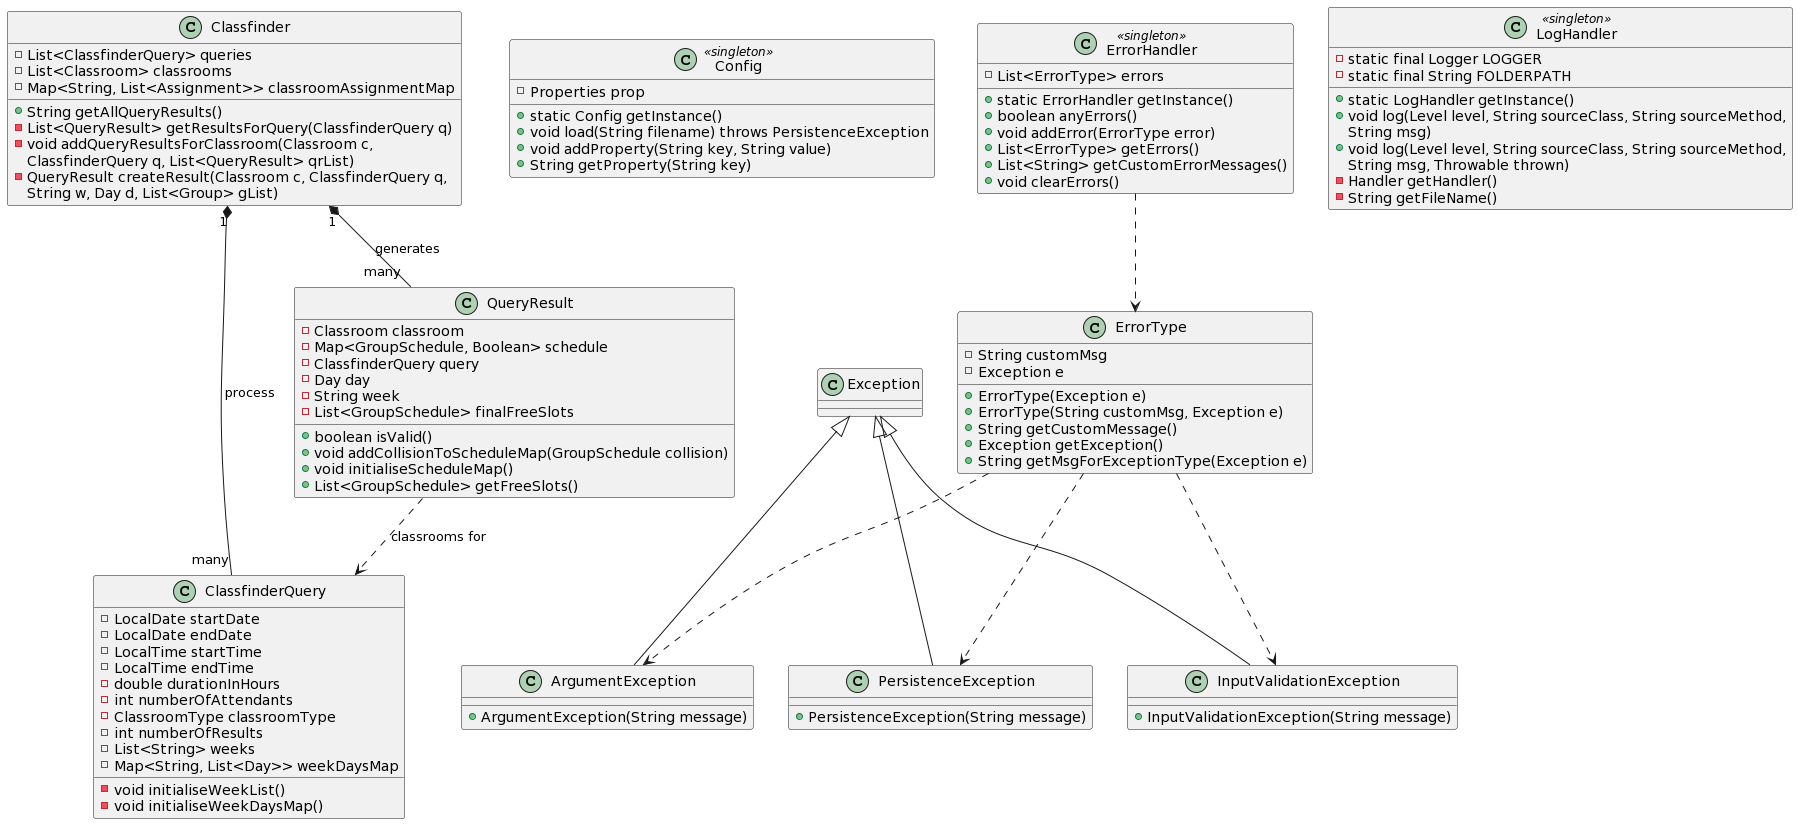 C Classfinder
List<ClassfinderQuery> queries
List<Classroom> classrooms
Map<String, List<Assignment>> classroomAssignmentMap
String getAllQueryResults()
List<QueryResult> getResultsForQuery(ClassfinderQuery q)
void addQueryResultsForClassroom(Classroom c,
ClassfinderQuery q, List<QueryResult> qrList)
QueryResult createResult(Classroom c, ClassfinderQuery q,
String w, Day d, List<Group> gList)
«singleton»
C Config
Properties prop
static Config getInstance()
void load(String filename) throws PersistenceException
void addProperty(String key, String value)
String getProperty(String key)
«singleton»
C ErrorHandler
List<ErrorType> errors
static ErrorHandler getInstance()
boolean anyErrors()
void addError(ErrorType error)
List<ErrorType> getErrors()
List<String> getCustomErrorMessages()
void clearErrors()
«singleton»
C LogHandler
static final Logger LOGGER
static final String FOLDERPATH
static LogHandler getInstance()
void log(Level level, String sourceClass, String sourceMethod,
String msg)
void log(Level level, String sourceClass, String sourceMethod,
String msg, Throwable thrown)
Handler getHandler()
String getFileName()
1
1
generates
many
C QueryResult
Classroom classroom
Map<GroupSchedule, Boolean> schedule
ClassfinderQuery query
Day day
String week
List<GroupSchedule> finalFreeSlots
boolean isValid()
void addCollisionToScheduleMap(GroupSchedule collision)
void initialiseScheduleMap()
List<GroupSchedule> getFreeSlots()
C Exception
C ErrorType
String customMsg
Exception e
ErrorType(Exception e)
ErrorType(String customMsg, Exception e)
String getCustomMessage()
Exception getException()
String getMsgForExceptionType(Exception e)
process
classrooms for
many
C ClassfinderQuery
LocalDate startDate
LocalDate endDate
LocalTime startTime
LocalTime endTime
double durationInHours
int numberOfAttendants
ClassroomType classroomType
int numberOfResults
List<String> weeks
Map<String, List<Day>> weekDaysMap
void initialiseWeekList()
void initialiseWeekDaysMap()
C ArgumentException
ArgumentException(String message)
C PersistenceException
PersistenceException(String message)
C InputValidationException
InputValidationException(String message)